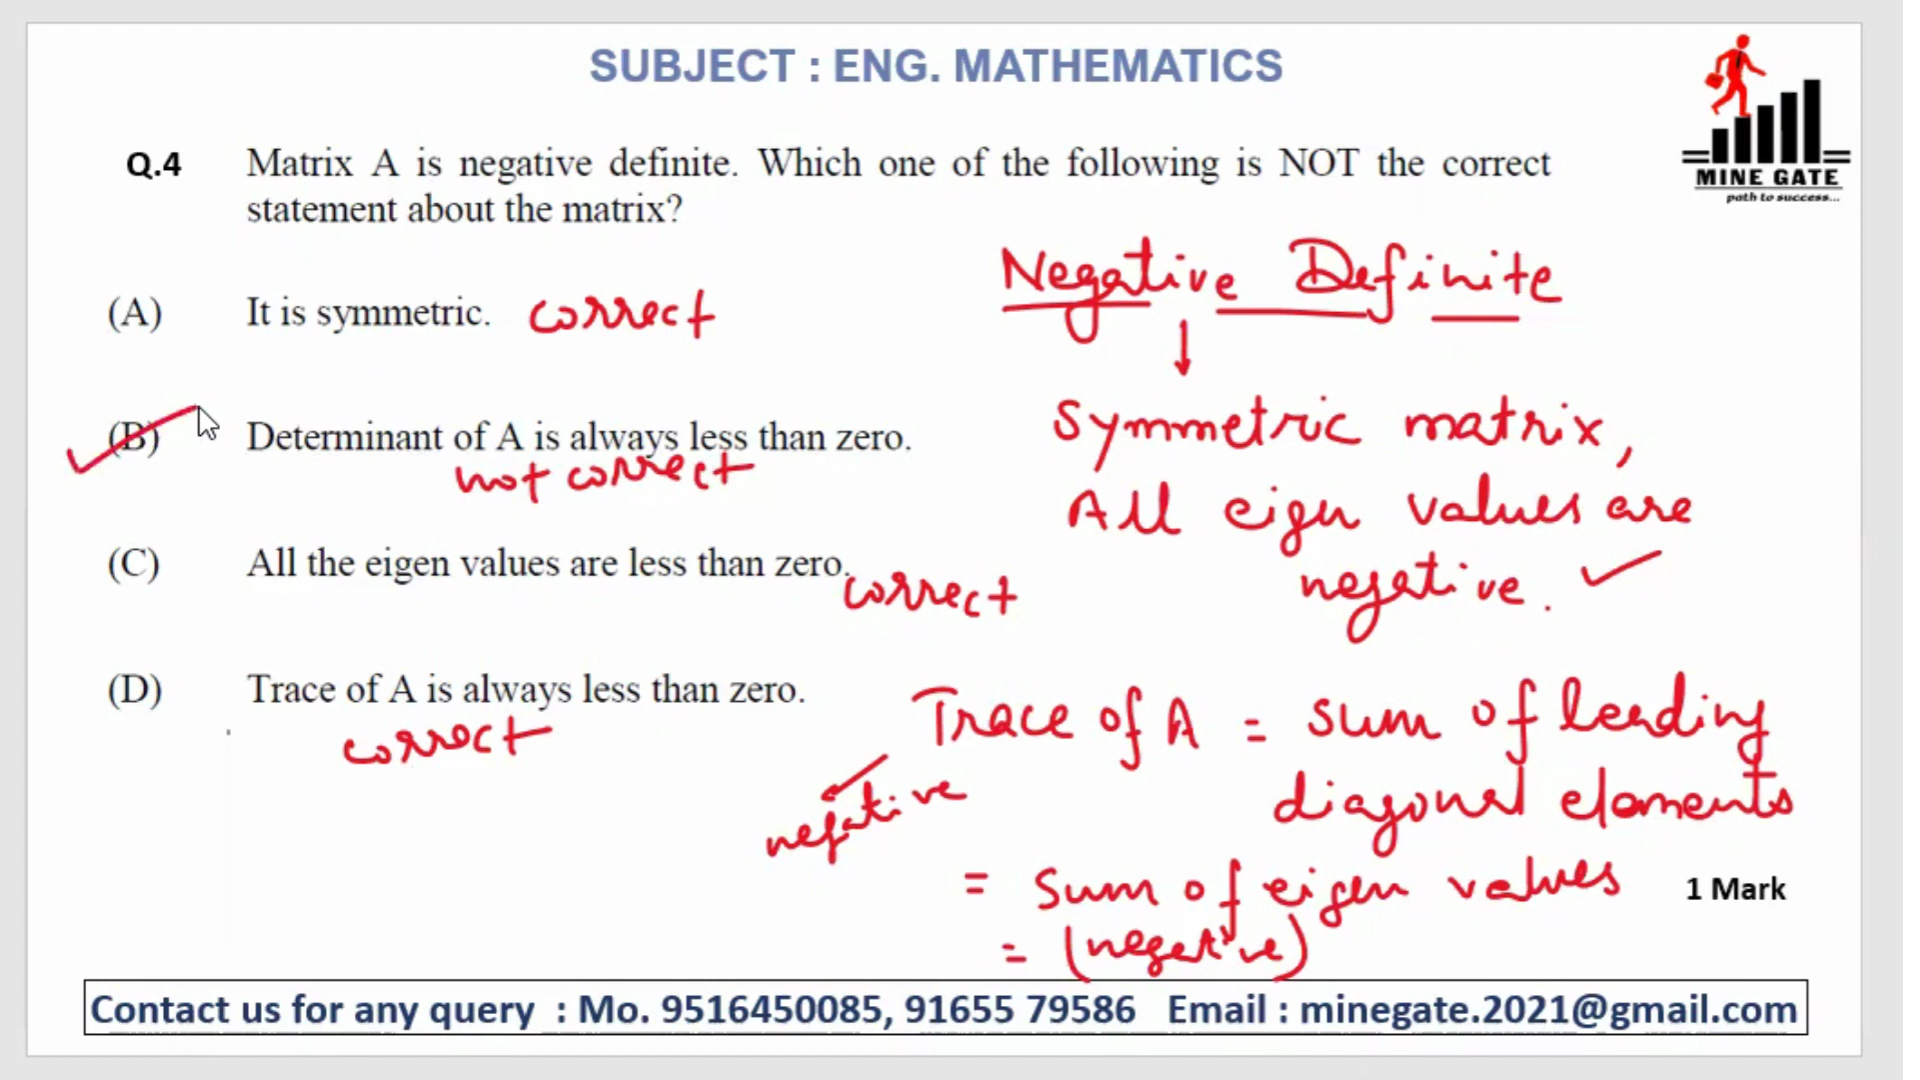 SUBJECT : ENG. MATHEMATICS
MINE GATE
path to success...
Q.4 Matrix A is negative definite. Which one of the following is NOT the correct
statement about the matrix?
Negative Definite
(A) It is symmetric. correct
↓
Symmetric matrix,
(B) Determinant of A is always less than zero.
not correct
All eigen values are
negative. ✓
(C) All the eigen values are less than zero.
correct
(D) Trace of A is always less than zero.
correct
Trace of A = sum of leading
diagonal elements
negative
= sum of eigen values
= (negative)
1 Mark
Contact us for any query : Mo. 9516450085, 91655 79586 Email : minegate.2021@gmail.com